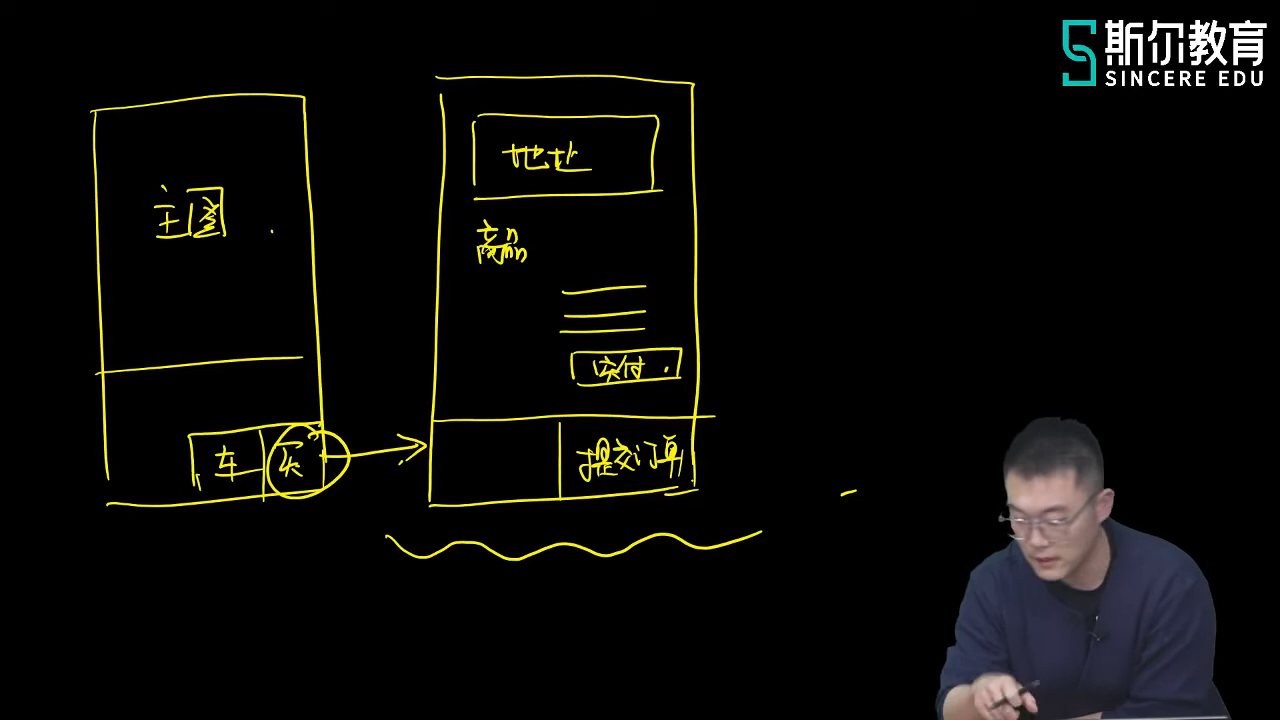 斯尔教育
SINCERE EDU
主图
车 买
地址
商品
实付
提交订单